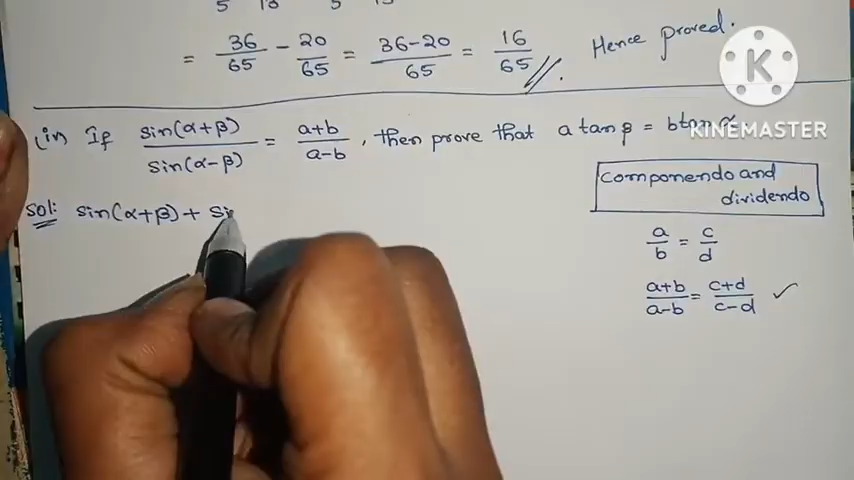 = 36/65 - 20/65 = 36-20/65 = 16/65 // . Hence proved.
(iv) If sin(α+β)/sin(α-β) = a+b/a-b , then prove that a tan β = b tan
KINEMASTER
Sol: sin(α+β) + Si
componendo and
dividendo
a/b = c/d
a+b/a-b = c+d/c-d ✓